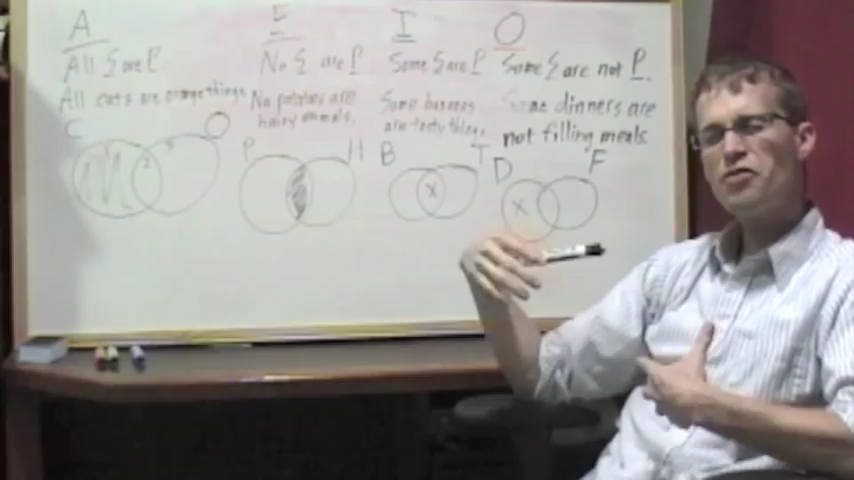 A
All S are P
All cats are orange things
C O
E
No S are P
No potatoes are
hairy animals.
P H
I
Some S are P
Some bananas
are tasty things
B T
O
Some S are not P.
Some dinners are
not filling meals
D F
X
X